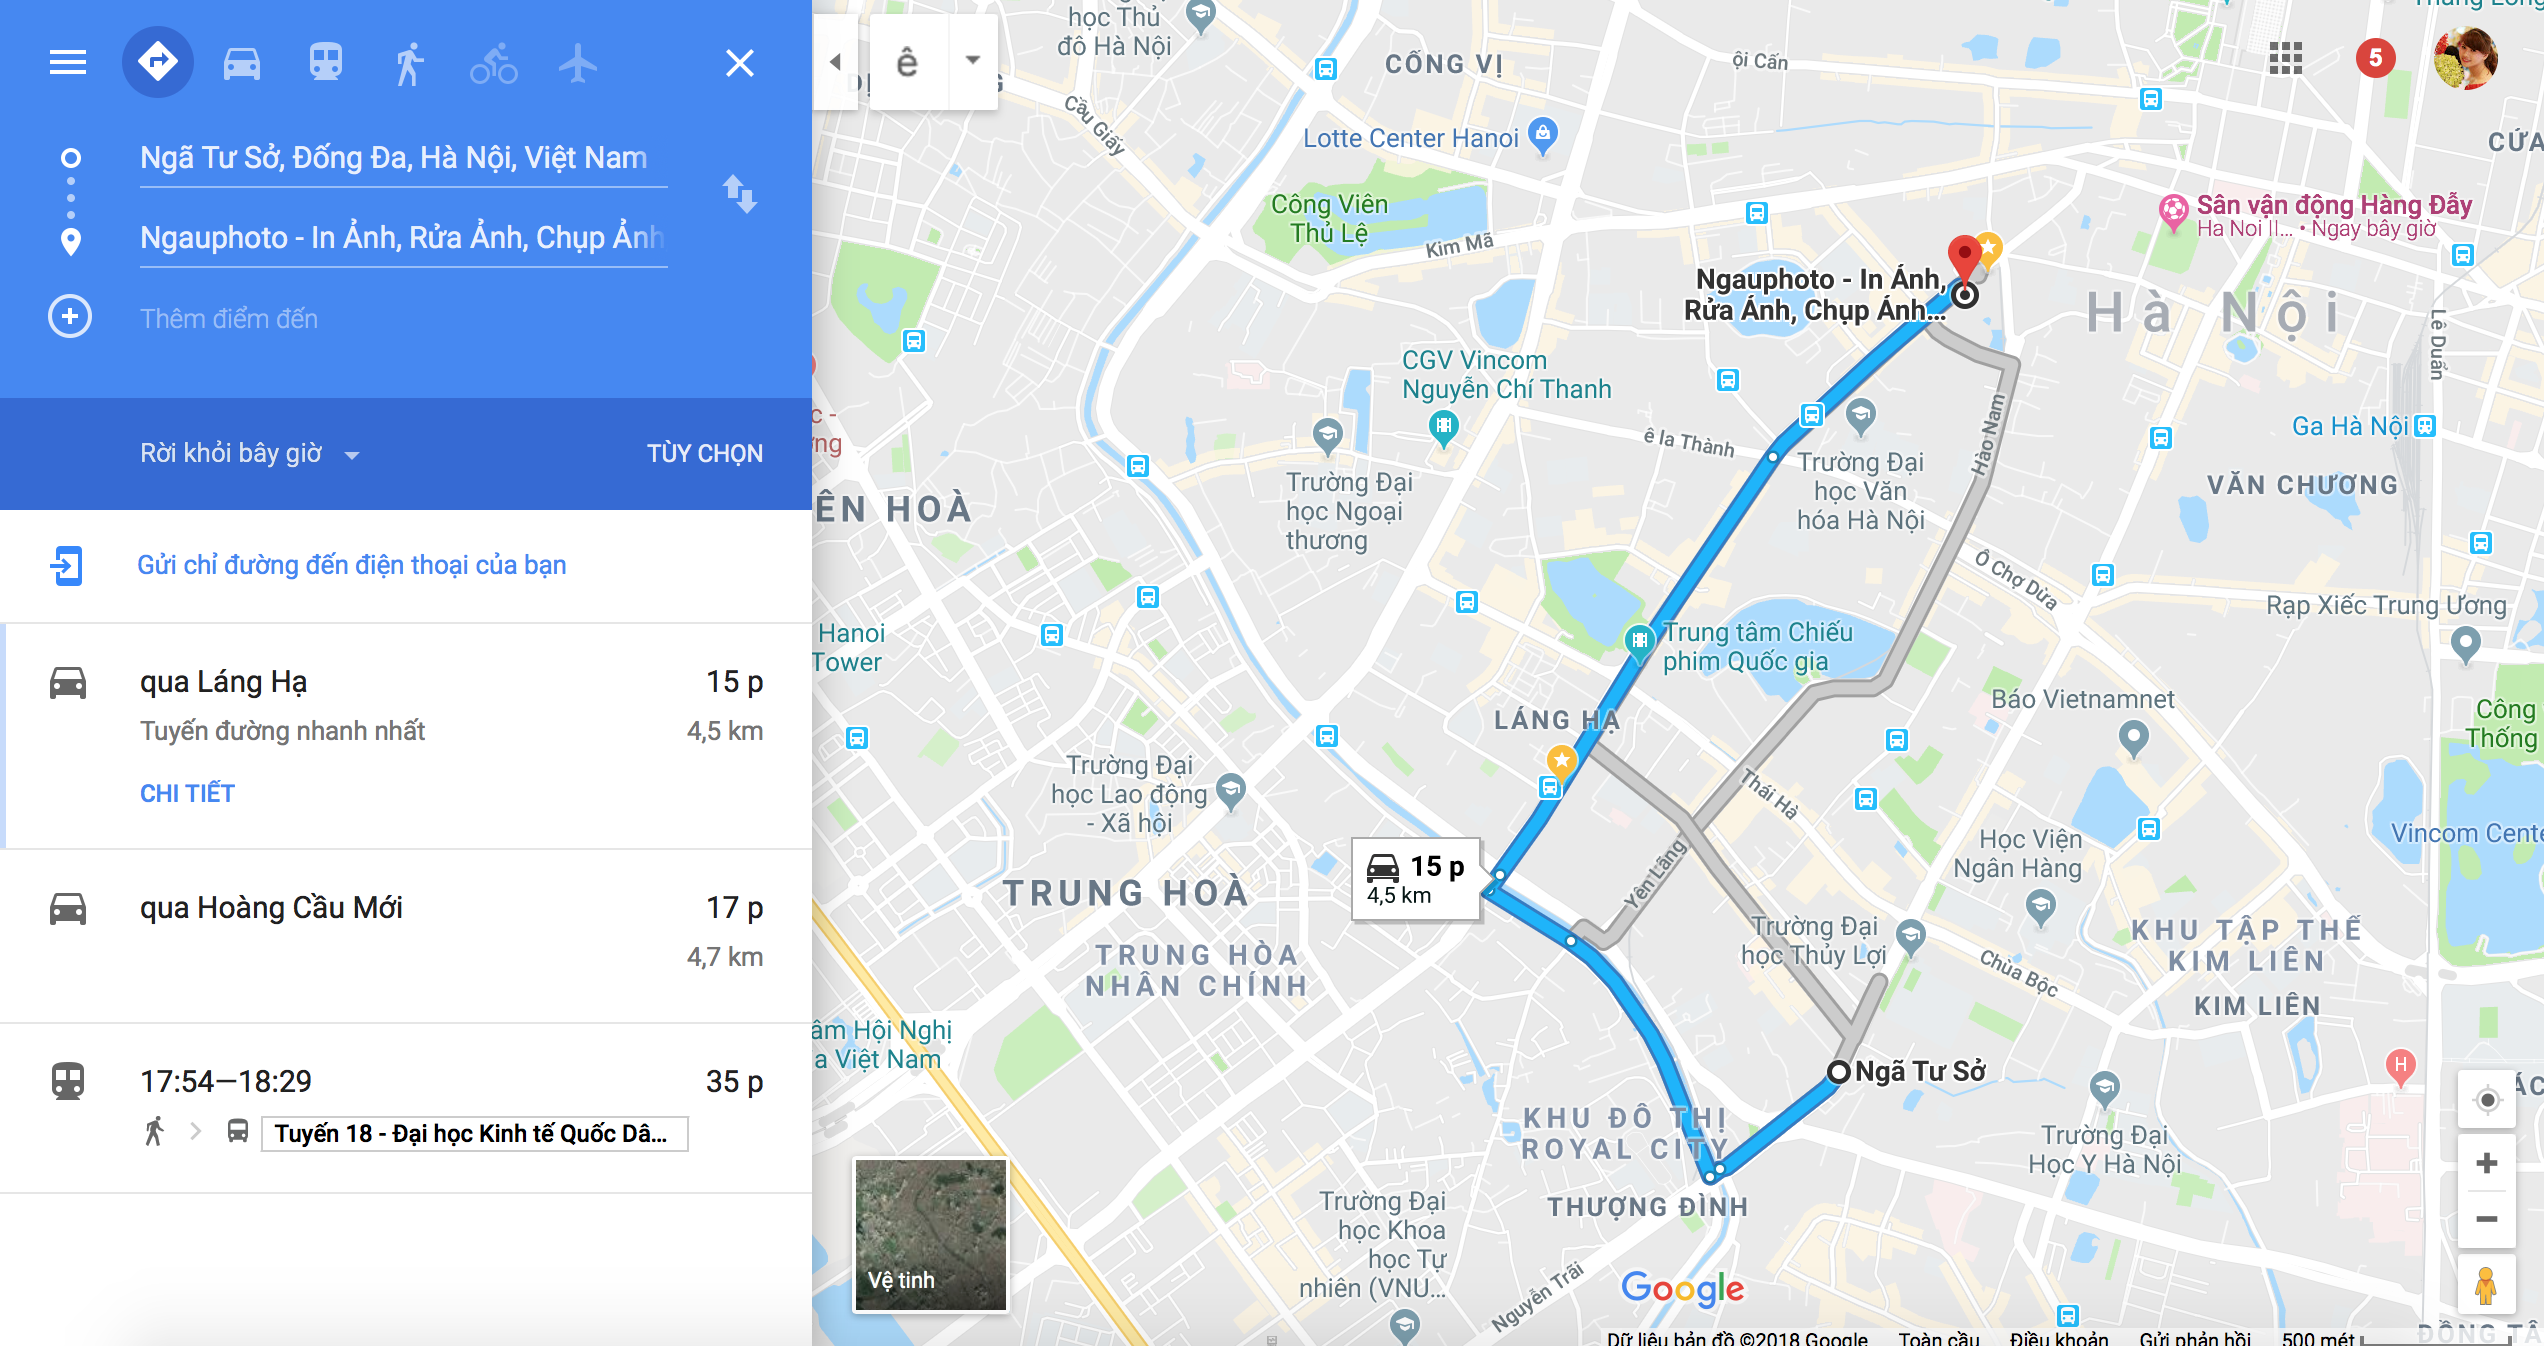 Ngã Tư Sở, Đống Đa, Hà Nội, Việt Nam
Ngauphoto - In Ảnh, Rửa Ảnh, Chụp Ảnh
Thêm điểm đến
Rời khỏi bây giờ
TÙY CHỌN
Gửi chỉ đường đến điện thoại của bạn
qua Láng Hạ
15 p
Tuyến đường nhanh nhất
4,5 km
CHI TIẾT
qua Hoàng Cầu Mới
17 p
4,7 km
17:54—18:29
35 p
Tuyến 18 - Đại học Kinh tế Quốc Dâ...
ê
5
học Thủ
đô Hà Nội
CỐNG VỊ
ội Cấn
Cầu Giấy
Lotte Center Hanoi
CỨA
Công Viên
Thủ Lệ
Kim Mã
Sân vận động Hàng Đẫy
Ha Noi II... • Ngay bây giờ
Ngauphoto - In Ảnh,
Rửa Ảnh, Chụp Ảnh...
Hà Nội
Lê Duẩn
CGV Vincom
Nguyễn Chí Thanh
c -
ng
ê la Thành
Hào Nam
Ga Hà Nội
Trường Đại
học Văn
hóa Hà Nội
VĂN CHƯƠNG
Trường Đại
học Ngoại
thương
ÊN HOÀ
Ô Chợ Dừa
Rạp Xiếc Trung Ương
Hanoi
Tower
Trung tâm Chiếu
phim Quốc gia
Báo Vietnamnet
LÁNG HẠ
Công
Thống
Trường Đại
học Lao động
- Xã hội
Thái Hà
Vincom Cente
Học Viện
Ngân Hàng
15 p
4,5 km
TRUNG HOÀ
Yên Lãng
TRUNG HÒA
NHÂN CHÍNH
Trường Đại
học Thủy Lợi
KHU TẬP THỂ
KIM LIÊN
Chùa Bộc
KIM LIÊN
âm Hội Nghị
a Việt Nam
Ngã Tư Sở
H
ÁC
KHU ĐÔ THỊ
ROYAL CITY
Trường Đại
Học Y Hà Nội
THƯỢNG ĐÌNH
Trường Đại
học Khoa
học Tự
nhiên (VNU...
Nguyễn Trãi
Vệ tinh
Google
Dữ liệu bản đồ ©2018 Google
Toàn cầu
Điều khoản
Gửi phản hồi
500 mét
ĐỒNG TÂ